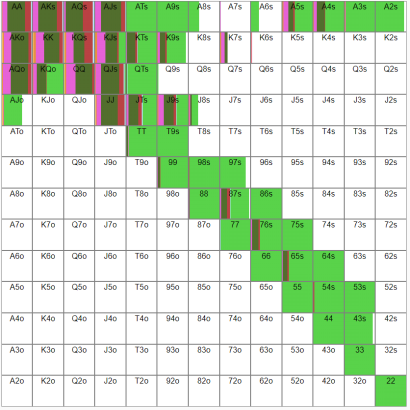 AA AKs AQs AJs ATs A9s A8s A7s A6s A5s A4s A3s A2s
AKo KK KQs KJs KTs K9s K8s K7s K6s K5s K4s K3s K2s
AQo KQo QQ QJs QTs Q9s Q8s Q7s Q6s Q5s Q4s Q3s Q2s
AJo KJo QJo JJ JTs J9s J8s J7s J6s J5s J4s J3s J2s
ATo KTo QTo JTo TT T9s T8s T7s T6s T5s T4s T3s T2s
A9o K9o Q9o J9o T9o 99 98s 97s 96s 95s 94s 93s 92s
A8o K8o Q8o J8o T8o 98o 88 87s 86s 85s 84s 83s 82s
A7o K7o Q7o J7o T7o 97o 87o 77 76s 75s 74s 73s 72s
A6o K6o Q6o J6o T6o 96o 86o 76o 66 65s 64s 63s 62s
A5o K5o Q5o J5o T5o 95o 85o 75o 65o 55 54s 53s 52s
A4o K4o Q4o J4o T4o 94o 84o 74o 64o 54o 44 43s 42s
A3o K3o Q3o J3o T3o 93o 83o 73o 63o 53o 43o 33 32s
A2o K2o Q2o J2o T2o 92o 82o 72o 62o 52o 42o 32o 22